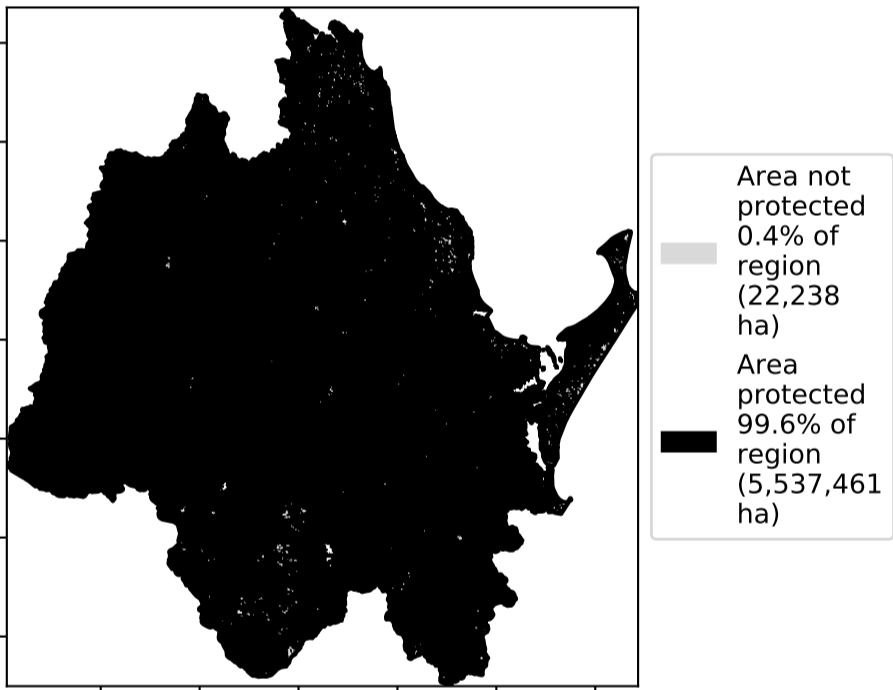 Area not
protected
0.4% of
region
(22,238
ha)
Area
protected
99.6% of
region
(5,537,461
ha)